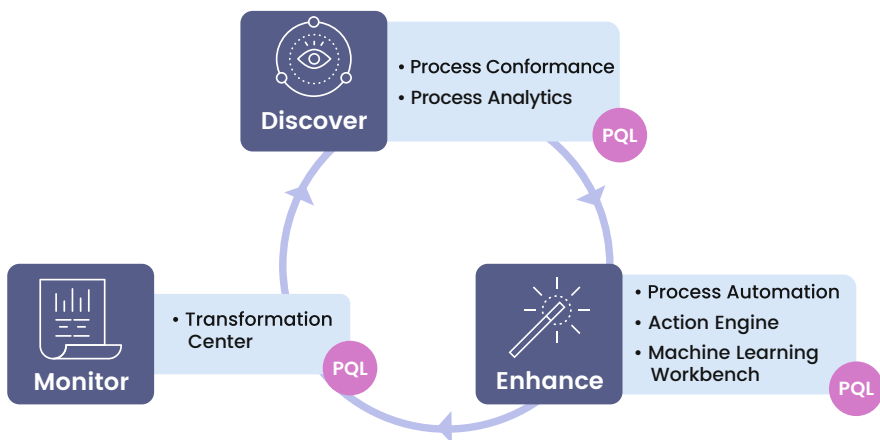 Discover
• Process Conformance
• Process Analytics
PQL
Enhance
• Process Automation
• Action Engine
• Machine Learning
Workbench
PQL
Monitor
• Transformation
Center
PQL